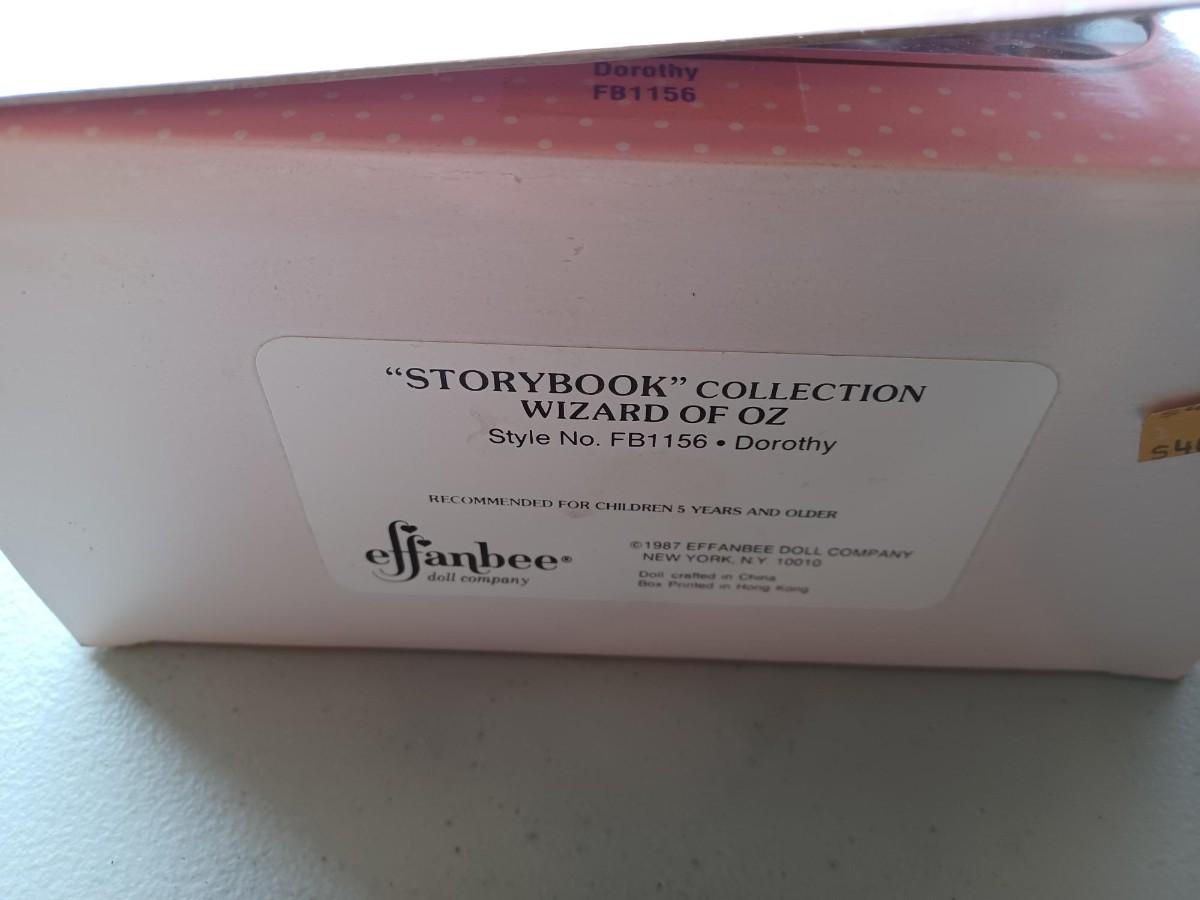 Dorothy
FB1156
“STORYBOOK” COLLECTION
WIZARD OF OZ
Style No. FB1156 • Dorothy
RECOMMENDED FOR CHILDREN 5 YEARS AND OLDER
effanbee®
doll company
©1987 EFFANBEE DOLL COMPANY
NEW YORK, N.Y. 10010
Doll crafted in China
Box Printed in Hong Kong